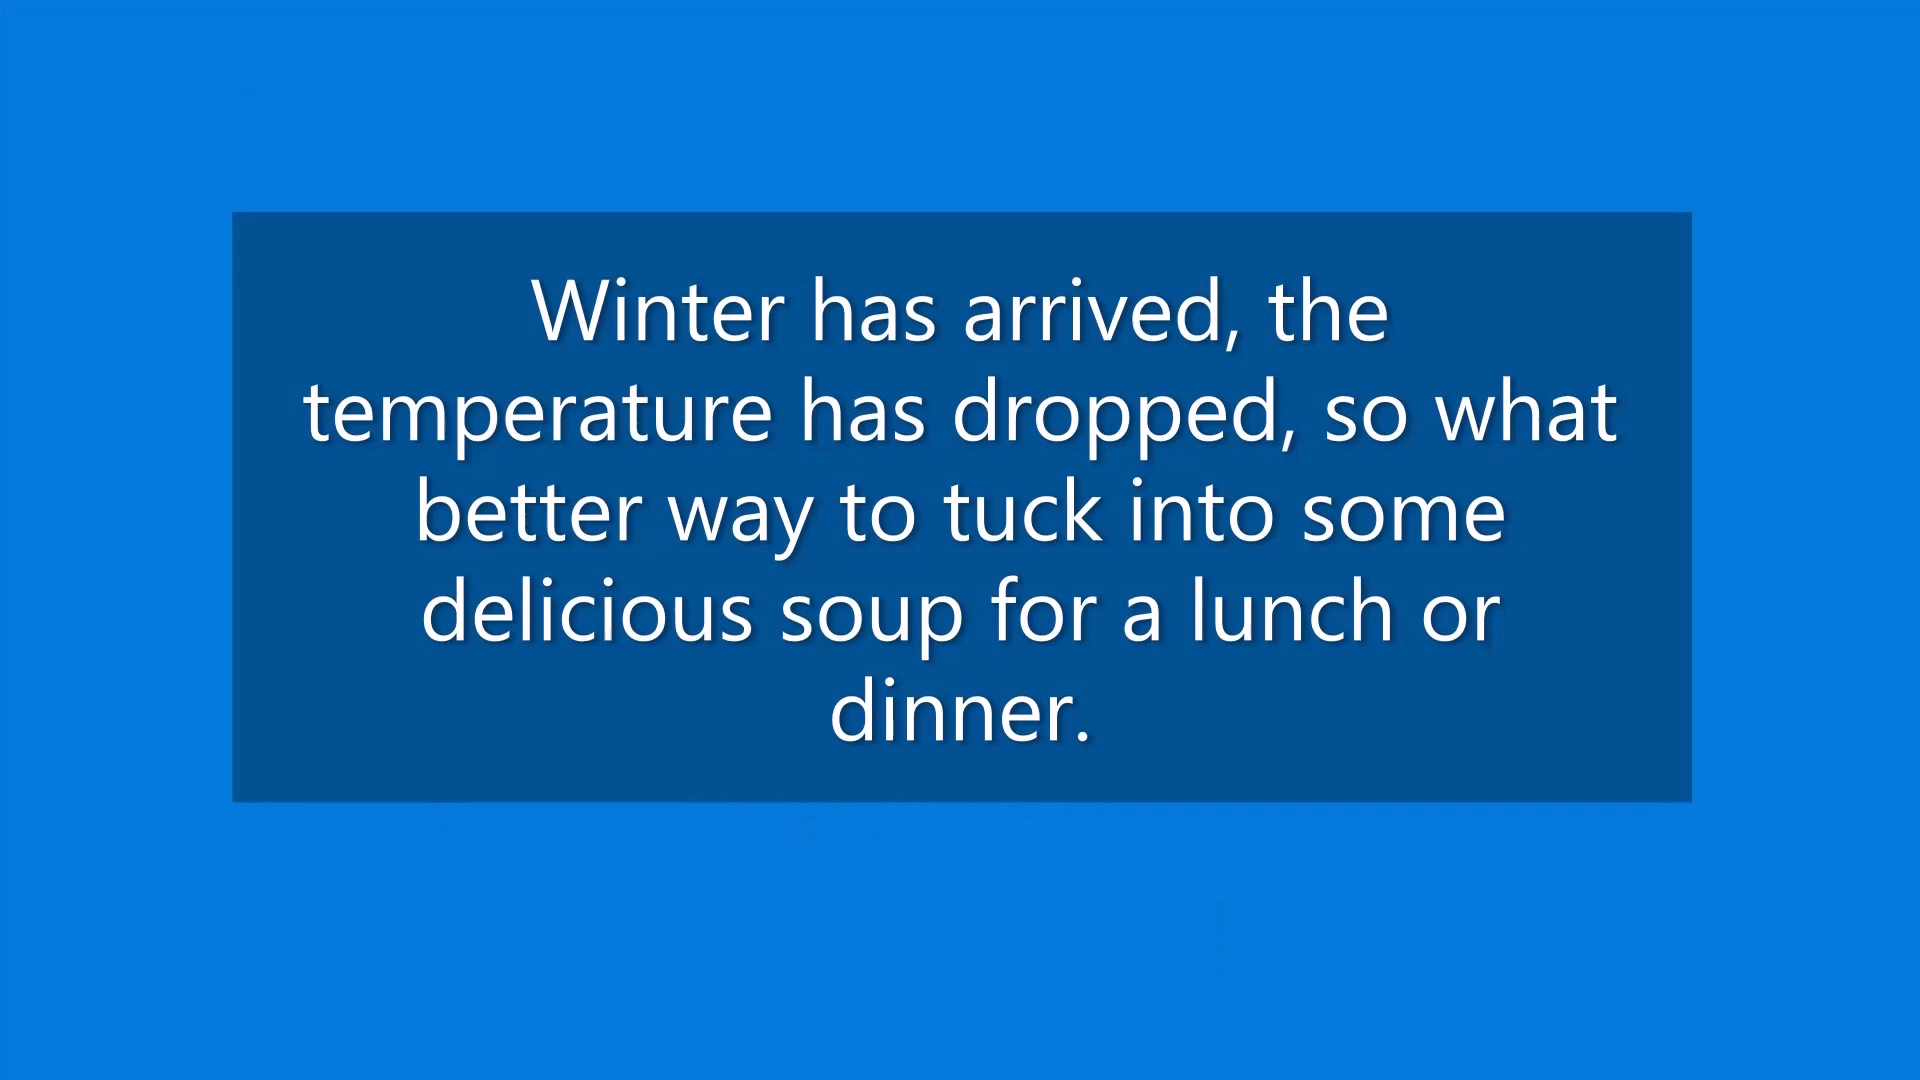 Winter has arrived, the
temperature has dropped, so what
better way to tuck into some
delicious soup for a lunch or
dinner.